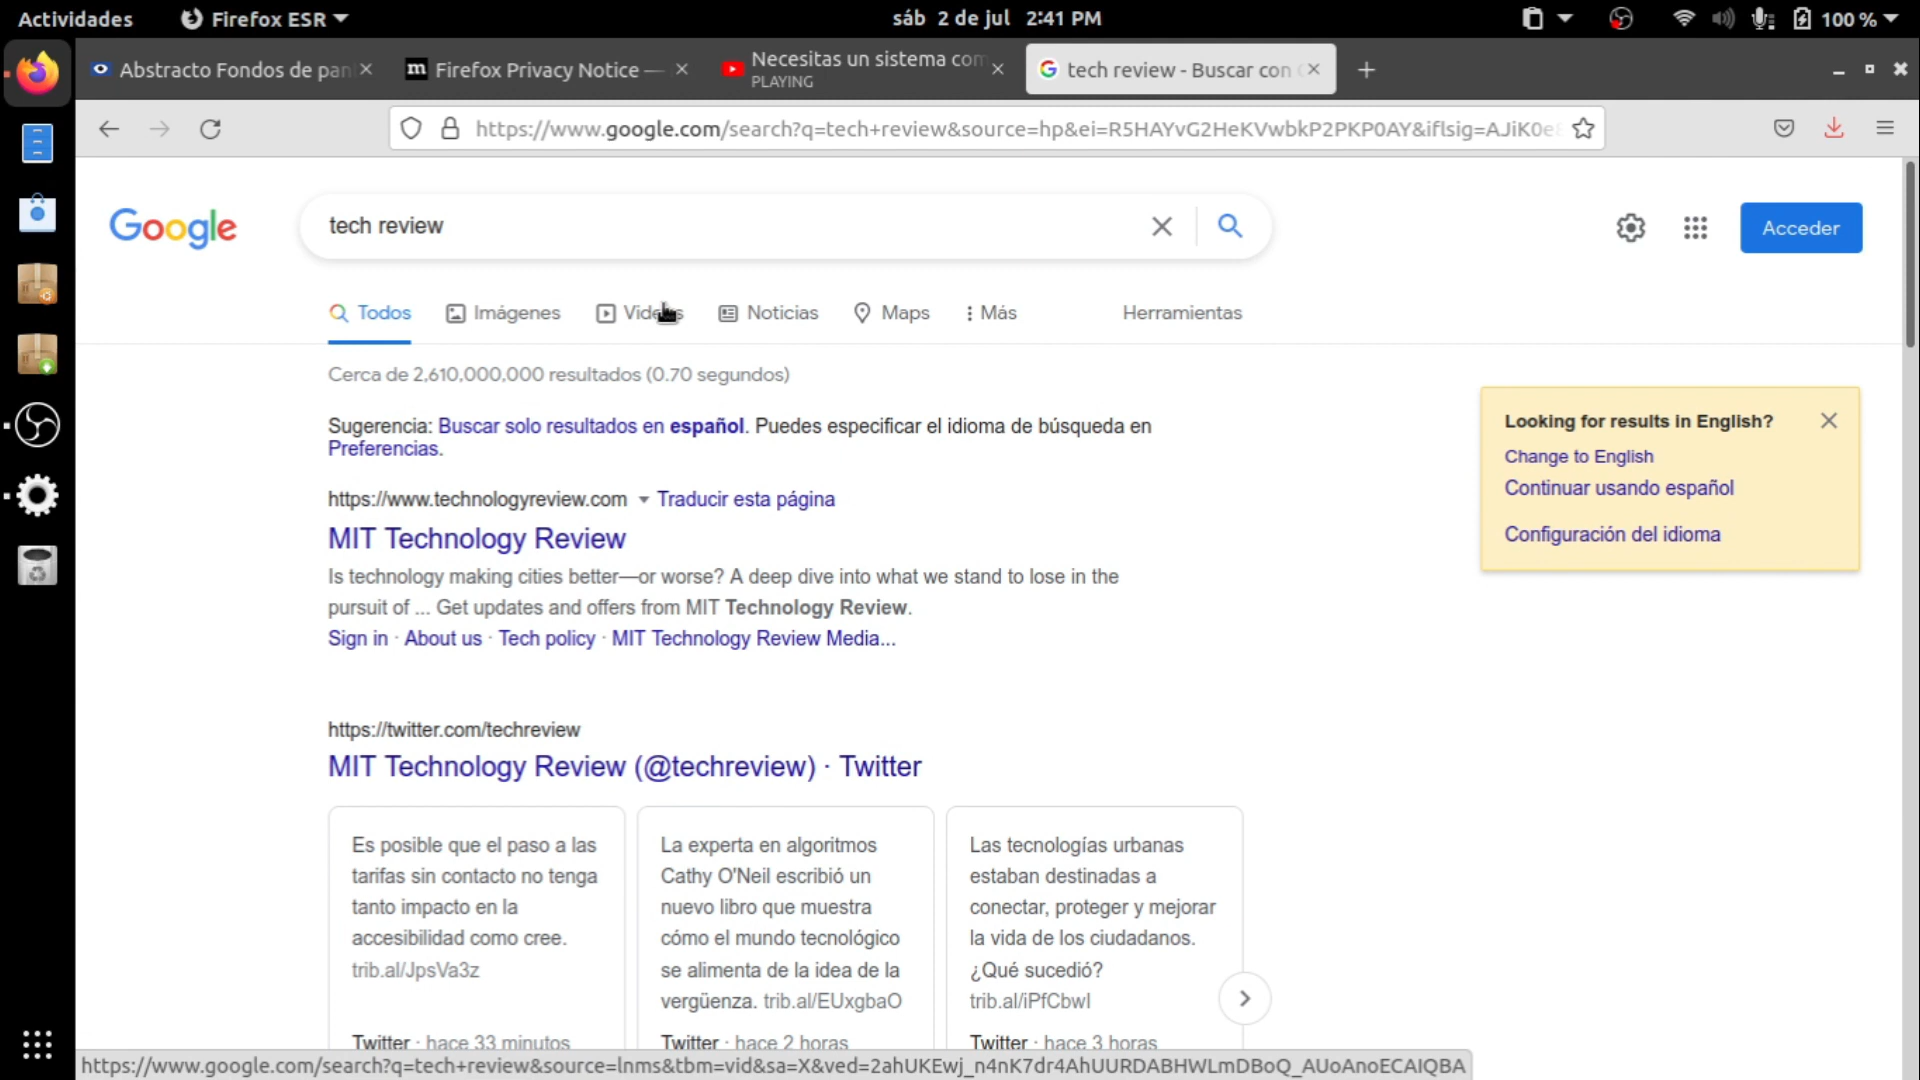 Actividades
Firefox ESR
sáb 2 de jul 2:41 PM
100 %
Abstracto Fondos de pan
Firefox Privacy Notice —
Necesitas un sistema com
PLAYING
tech review - Buscar con G
https://www.google.com/search?q=tech+review&source=hp&ei=R5HAYvG2HeKVwbkP2PKP0AY&iflsig=AJiK0e8
Google
tech review
Acceder
Todos
Imágenes
Videos
Noticias
Maps
Más
Herramientas
Cerca de 2,610,000,000 resultados (0.70 segundos)
Sugerencia: Buscar solo resultados en español. Puedes especificar el idioma de búsqueda en
Preferencias.
Looking for results in English?
Change to English
Continuar usando español
Configuración del idioma
https://www.technologyreview.com Traducir esta página
MIT Technology Review
Is technology making cities better—or worse? A deep dive into what we stand to lose in the
pursuit of ... Get updates and offers from MIT Technology Review.
Sign in · About us · Tech policy · MIT Technology Review Media...
https://twitter.com/techreview
MIT Technology Review (@techreview) · Twitter
Es posible que el paso a las
tarifas sin contacto no tenga
tanto impacto en la
accesibilidad como cree.
trib.al/JpsVa3z
Twitter · hace 33 minutos
La experta en algoritmos
Cathy O'Neil escribió un
nuevo libro que muestra
cómo el mundo tecnológico
se alimenta de la idea de la
vergüenza. trib.al/EUxgbaO
Twitter · hace 2 horas
Las tecnologías urbanas
estaban destinadas a
conectar, proteger y mejorar
la vida de los ciudadanos.
¿Qué sucedió?
trib.al/iPfCbwI
Twitter · hace 3 horas
https://www.google.com/search?q=tech+review&source=lnms&tbm=vid&sa=X&ved=2ahUKEwj_n4nK7dr4AhUURDABHWLmDBoQ_AUoAnoECAIQBA